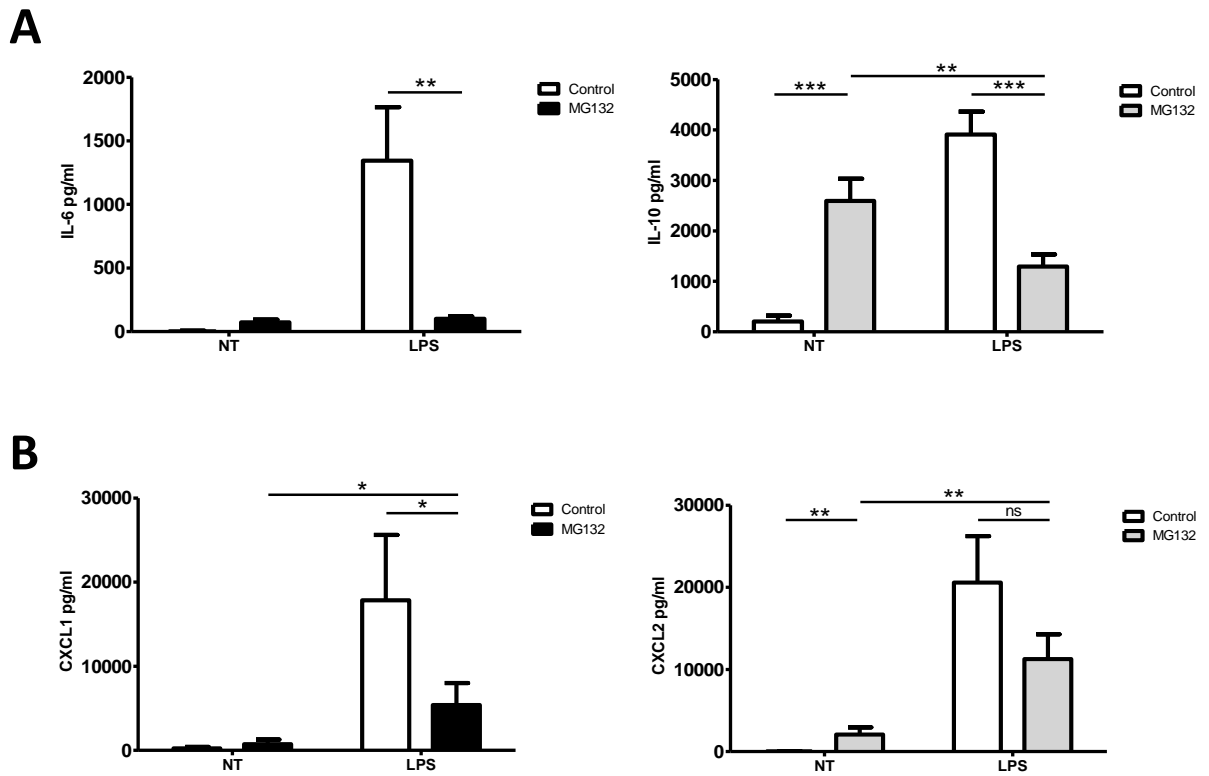 A
IL-6 pg/ml
2000
1500
1000
500
0
**
NT
LPS
Control
MG132
IL-10 pg/ml
5000
4000
3000
2000
1000
0
**
***
***
NT
LPS
Control
MG132
B
CXCL1 pg/ml
30000
20000
10000
0
*
*
NT
LPS
Control
MG132
CXCL2 pg/ml
30000
20000
10000
0
**
**
ns
NT
LPS
Control
MG132